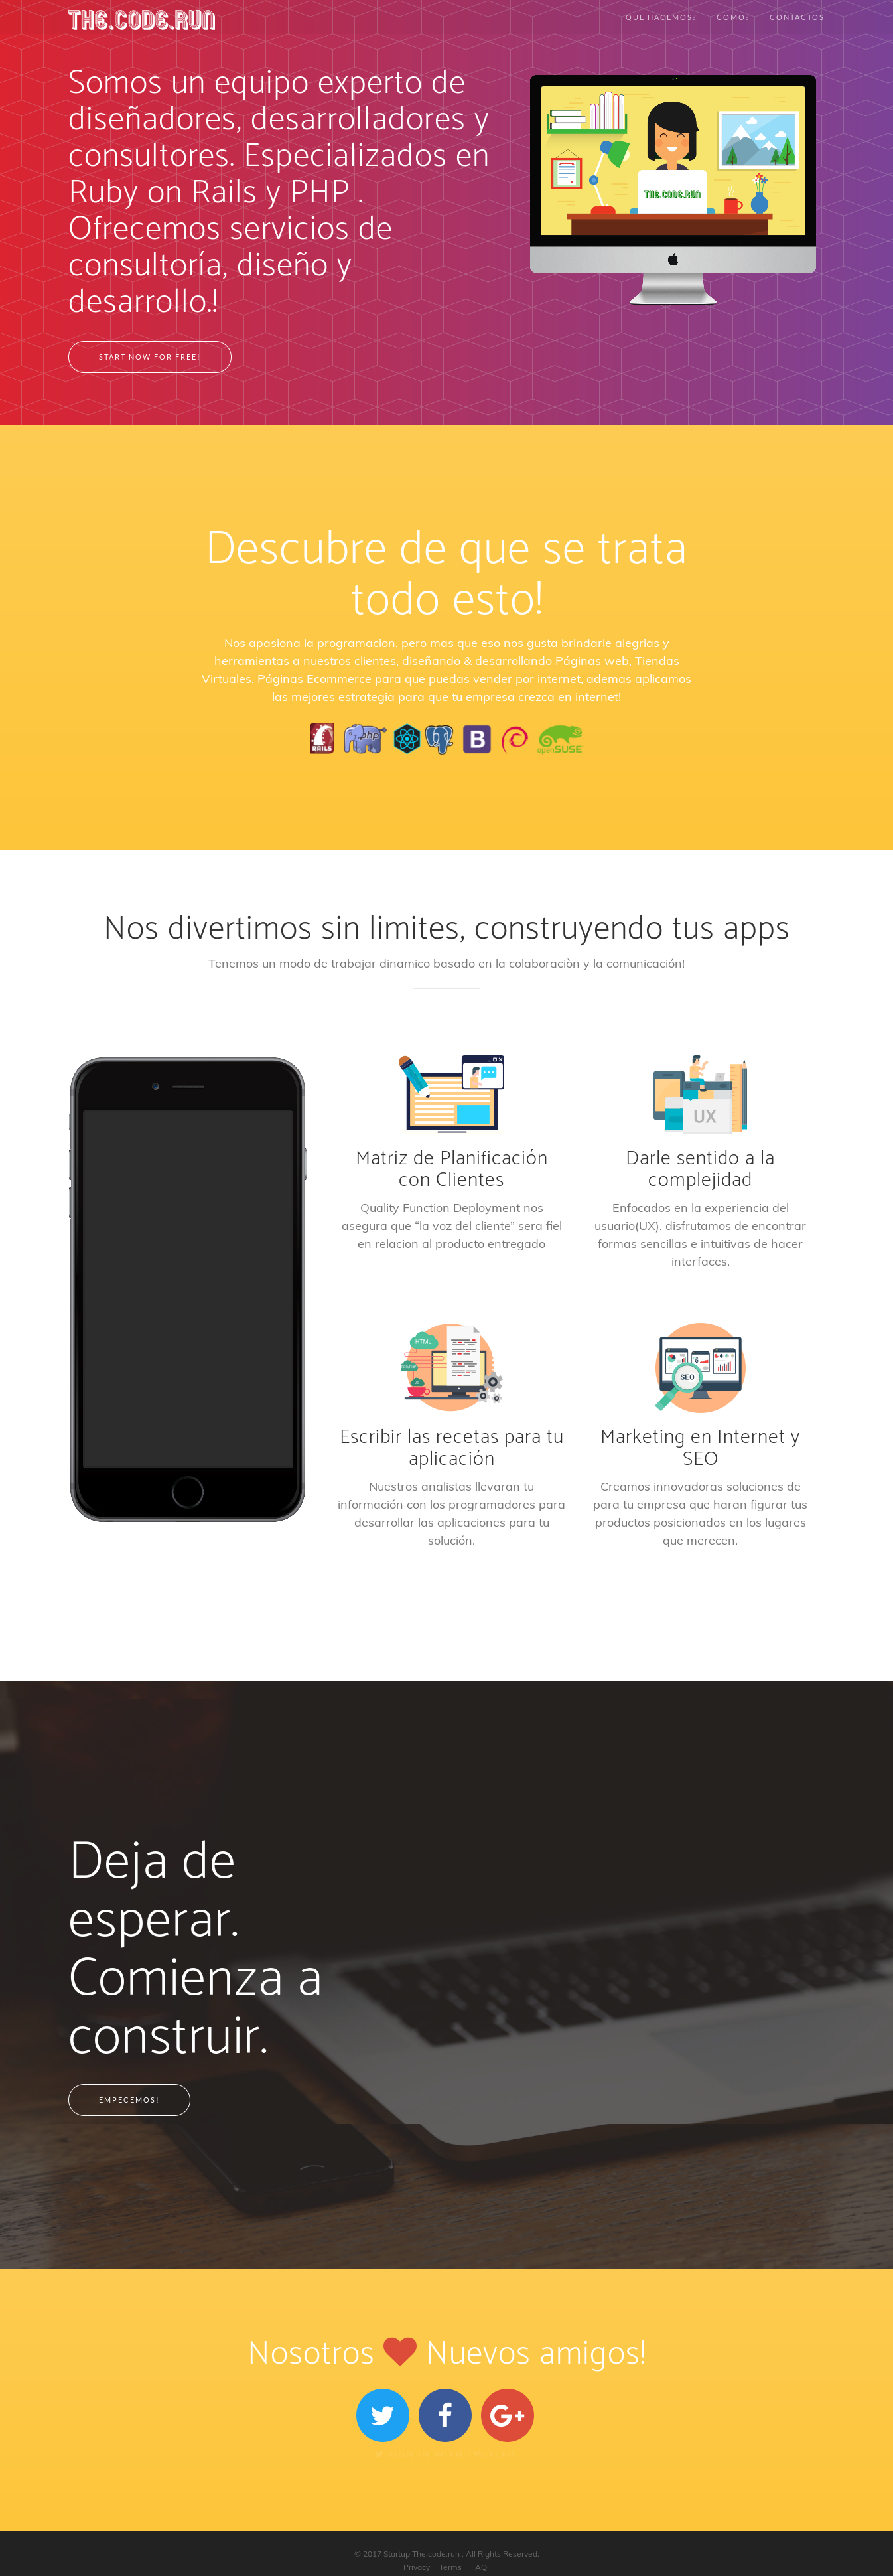 THE.CODE.RUN
QUE HACEMOS? COMO? CONTACTOS
Somos un equipo experto de
diseñadores, desarrolladores y
consultores. Especializados en
Ruby on Rails y PHP .
Ofrecemos servicios de
consultoría, diseño y
desarrollo.!
THE.CODE.RUN
START NOW FOR FREE!
Descubre de que se trata
todo esto!
Nos apasiona la programacion, pero mas que eso nos gusta brindarle alegrias y
herramientas a nuestros clientes, diseñando & desarrollando Páginas web, Tiendas
Virtuales, Páginas Ecommerce para que puedas vender por internet, ademas aplicamos
las mejores estrategia para que tu empresa crezca en internet!
RAILS php B openSUSE
Nos divertimos sin limites, construyendo tus apps
Tenemos un modo de trabajar dinamico basado en la colaboraciòn y la comunicación!
UX
Matriz de Planificación
con Clientes
Quality Function Deployment nos
asegura que “la voz del cliente” sera fiel
en relacion al producto entregado
Darle sentido a la
complejidad
Enfocados en la experiencia del
usuario(UX), disfrutamos de encontrar
formas sencillas e intuitivas de hacer
interfaces.
HTML
SEO
Escribir las recetas para tu
aplicación
Nuestros analistas llevaran tu
información con los programadores para
desarrollar las aplicaciones para tu
solución.
Marketing en Internet y
SEO
Creamos innovadoras soluciones de
para tu empresa que haran figurar tus
productos posicionados en los lugares
que merecen.
Deja de
esperar.
Comienza a
construir.
EMPECEMOS!
Nosotros Nuevos amigos!
© 2017 Startup The.code.run . All Rights Reserved.
Privacy Terms FAQ